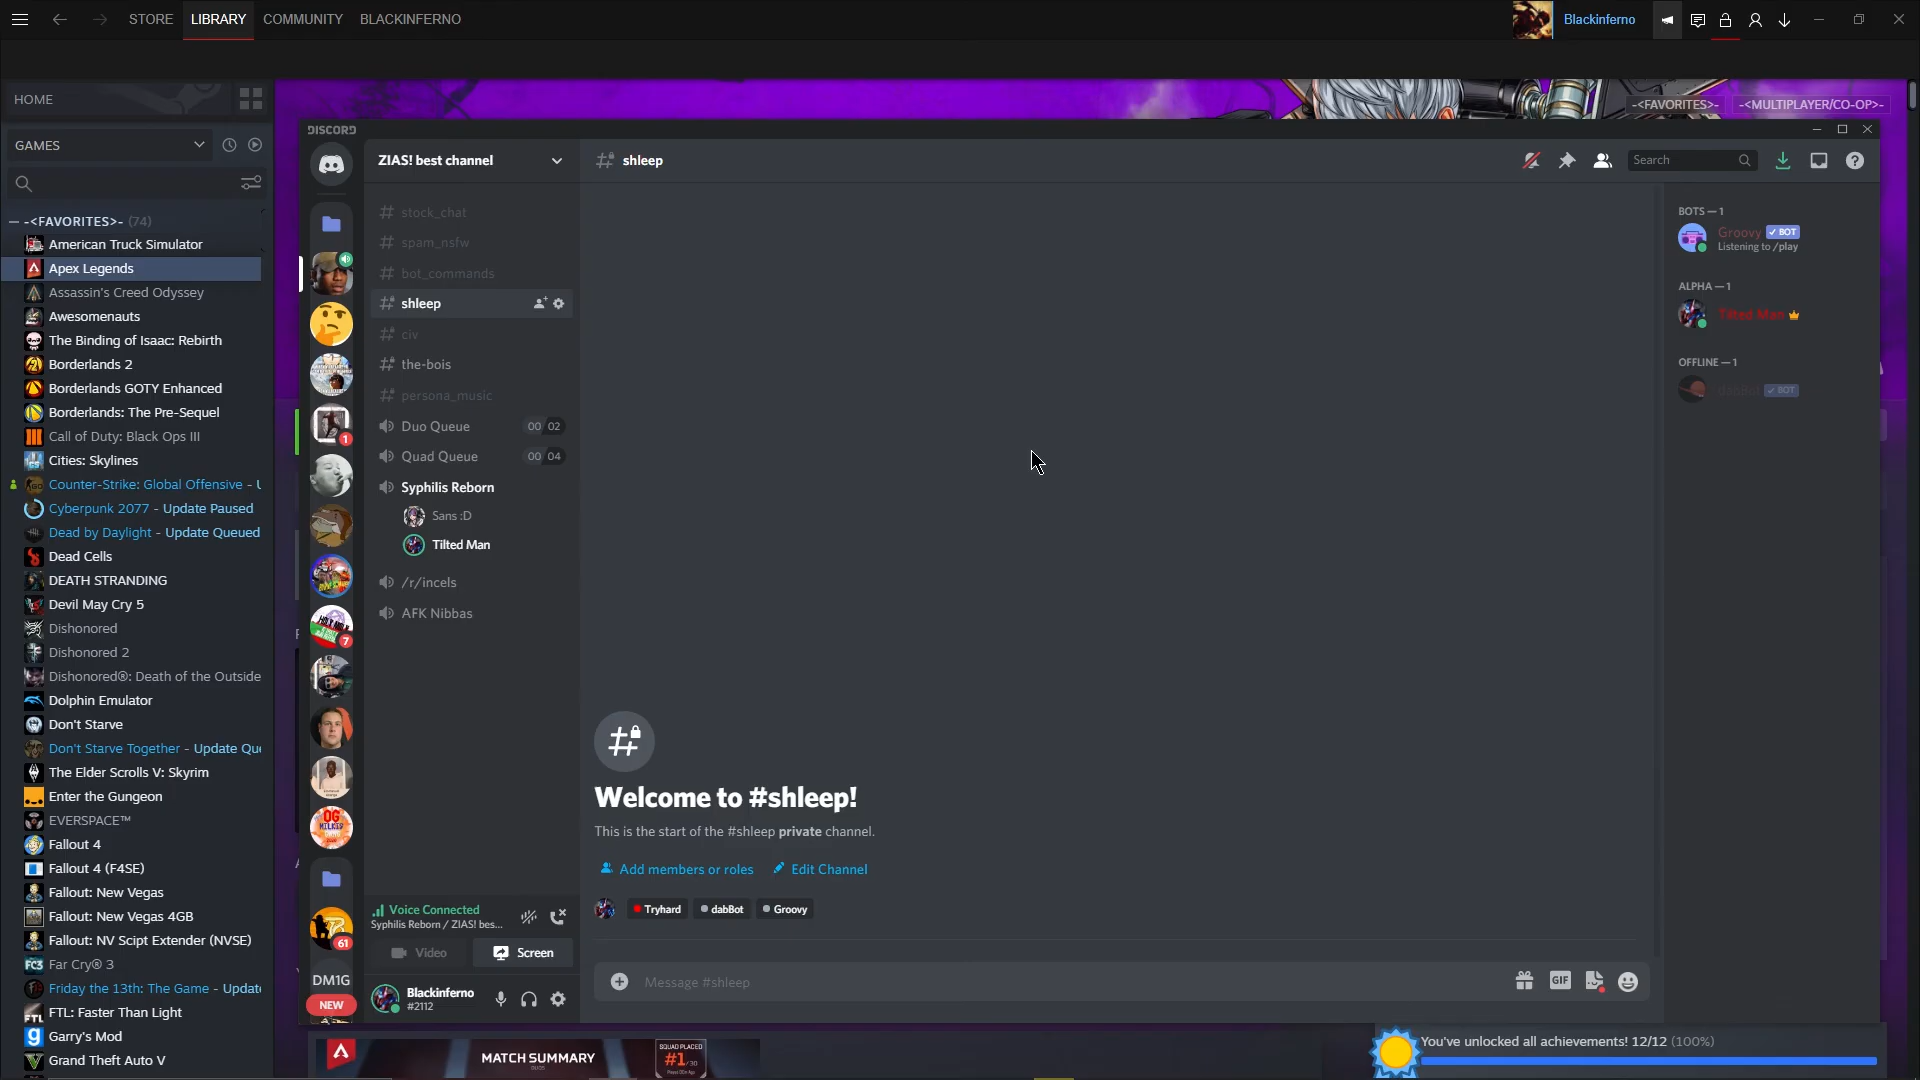 STORE LIBRARY COMMUNITY BLACKINFERNO
Blackinferno
HOME
GAMES
-<FAVORITES>- (74)
American Truck Simulator
Apex Legends
Assassin's Creed Odyssey
Awesomenauts
The Binding of Isaac: Rebirth
Borderlands 2
Borderlands GOTY Enhanced
Borderlands: The Pre-Sequel
Call of Duty: Black Ops III
Cities: Skylines
Counter-Strike: Global Offensive - U
Cyberpunk 2077 - Update Paused
Dead by Daylight - Update Queued
Dead Cells
DEATH STRANDING
Devil May Cry 5
Dishonored
Dishonored 2
Dishonored®: Death of the Outside
Dolphin Emulator
Don't Starve
Don't Starve Together - Update Que
The Elder Scrolls V: Skyrim
Enter the Gungeon
EVERSPACE™
Fallout 4
Fallout 4 (F4SE)
Fallout: New Vegas
Fallout: New Vegas 4GB
Fallout: NV Scipt Extender (NVSE)
Far Cry® 3
Friday the 13th: The Game - Updat
FTL: Faster Than Light
Garry's Mod
Grand Theft Auto V
-<FAVORITES>- -<MULTIPLAYER/CO-OP>-
DISCORD
1
7
61
DM1G
NEW
ZIAS! best channel
stock_chat
spam_nsfw
bot_commands
shleep
civ
the-bois
persona_music
Duo Queue 00 02
Quad Queue 00 04
Syphilis Reborn
Sans :D
Tilted Man
/r/incels
AFK Nibbas
Voice Connected
Syphilis Reborn / ZIAS! bes...
Video Screen
Blackinferno
#2112
shleep
Search
Welcome to #shleep!
This is the start of the #shleep private channel.
Add members or roles Edit Channel
Tryhard dabBot Groovy
Message #shleep
GIF
BOTS — 1
Groovy BOT
Listening to /play
ALPHA — 1
Tilted Man
OFFLINE — 1
dabBot BOT
MATCH SUMMARY
SQUAD PLACED
#1/30
You've unlocked all achievements! 12/12 (100%)